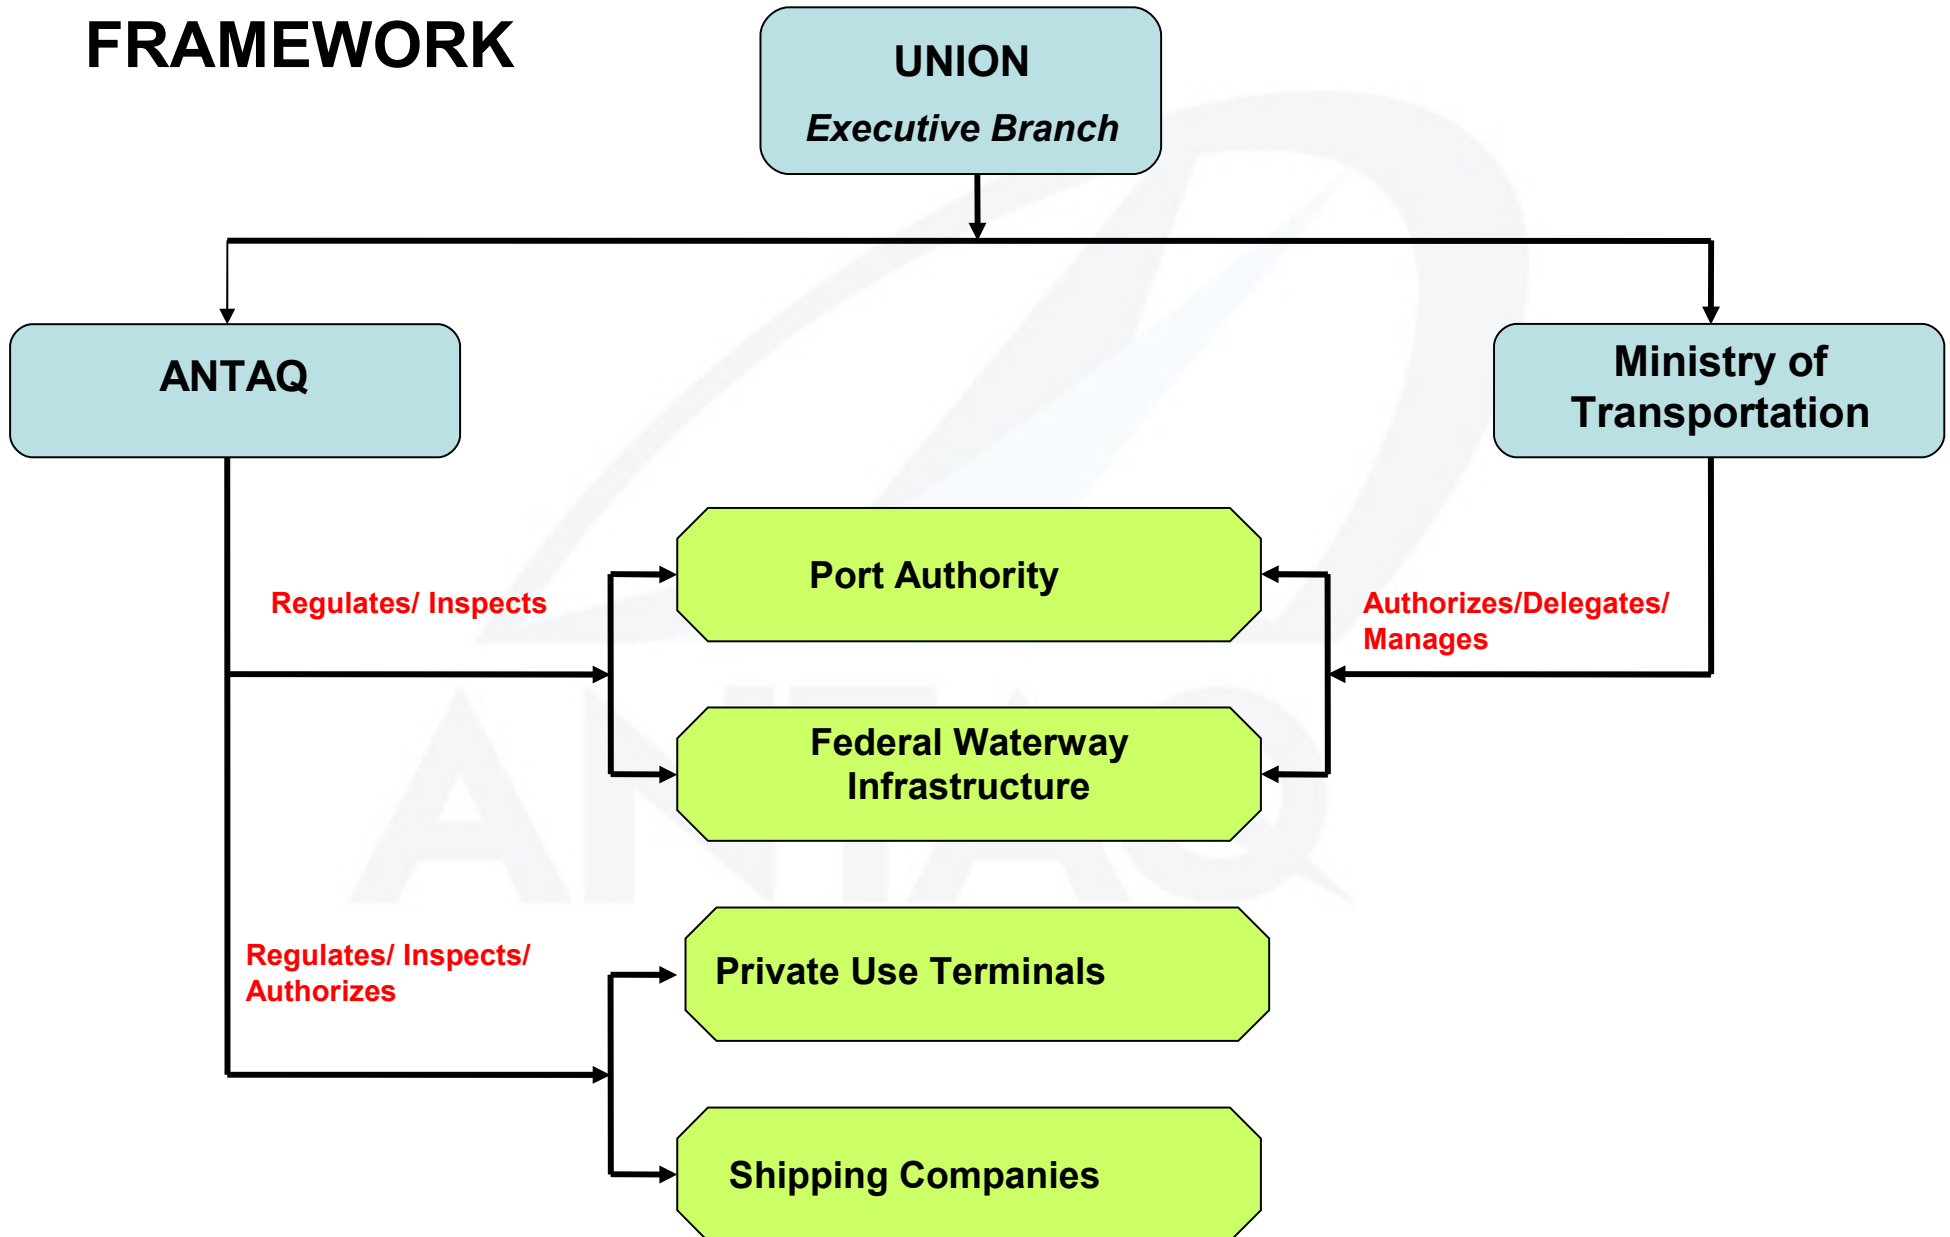 FRAMEWORK
UNION
Executive Branch
ANTAQ
Ministry of
Transportation
Port Authority
Regulates/ Inspects
Authorizes/Delegates/
Manages
Federal Waterway
Infrastructure
ANTAQ
Regulates/ Inspects/
Authorizes
Private Use Terminals
Shipping Companies